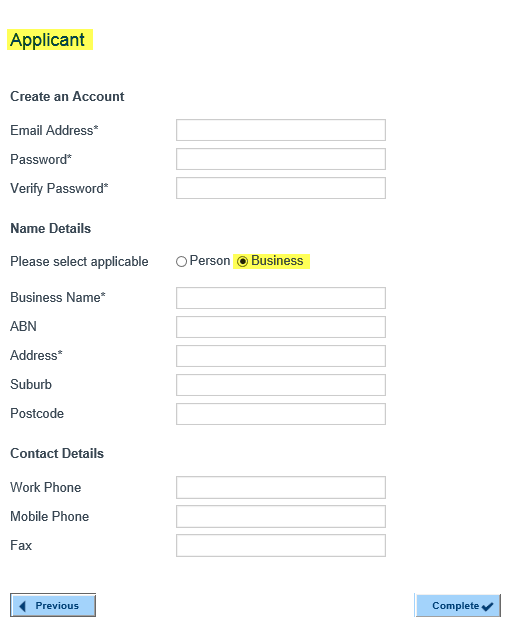 Applicant
Create an Account
Email Address*
Password*
Verify Password*
Name Details
Please select applicable Person Business
Business Name*
ABN
Address*
Suburb
Postcode
Contact Details
Work Phone
Mobile Phone
Fax
Previous Complete